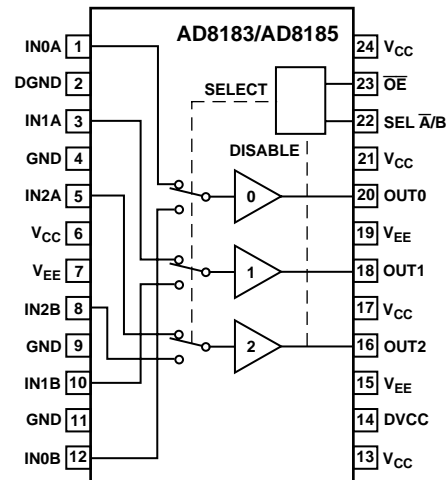 AD8183/AD8185
IN0A 1
DGND 2
IN1A 3
GND 4
IN2A 5
VCC 6
VEE 7
IN2B 8
GND 9
IN1B 10
GND 11
IN0B 12
SELECT
DISABLE
0
1
2
24 VCC
23 O̅E̅
22 SEL A̅/B
21 VCC
20 OUT0
19 VEE
18 OUT1
17 VCC
16 OUT2
15 VEE
14 DVCC
13 VCC